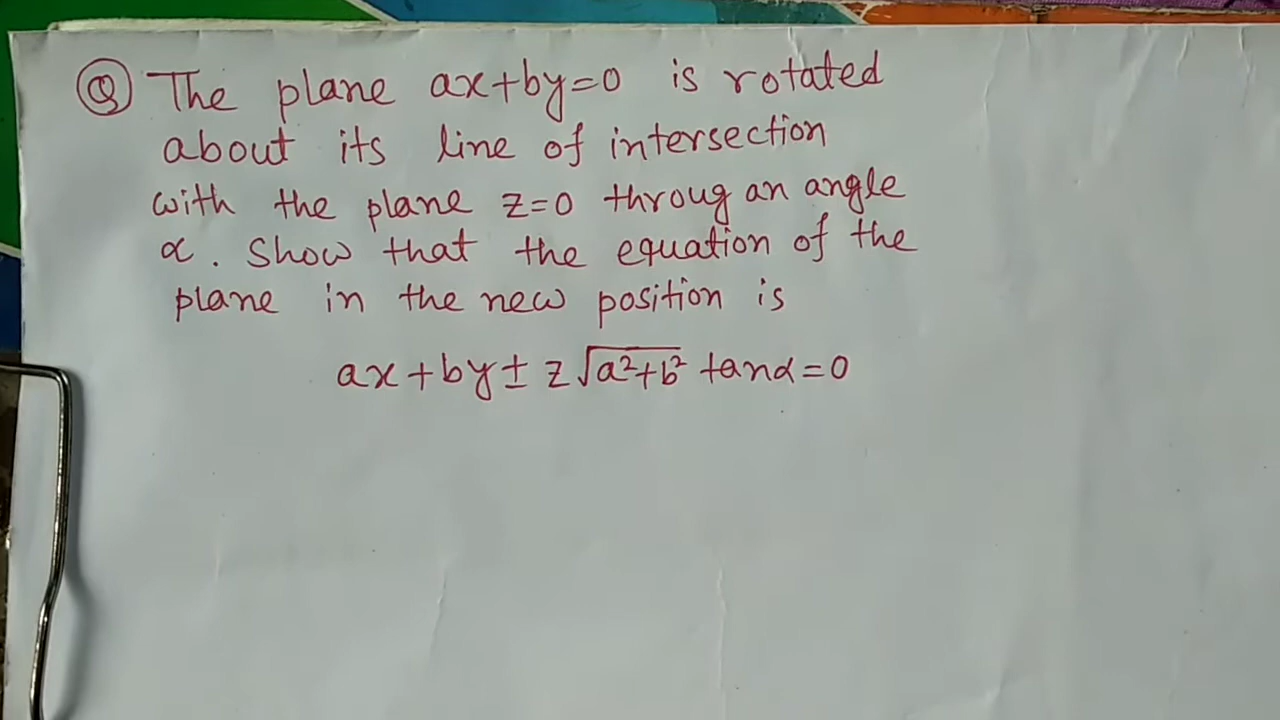 Q The plane ax+by=0 is rotated
about its line of intersection
with the plane z=0 throug an angle
α. Show that the equation of the
plane in the new position is
ax+by± z√(a²+b²) tanα=0